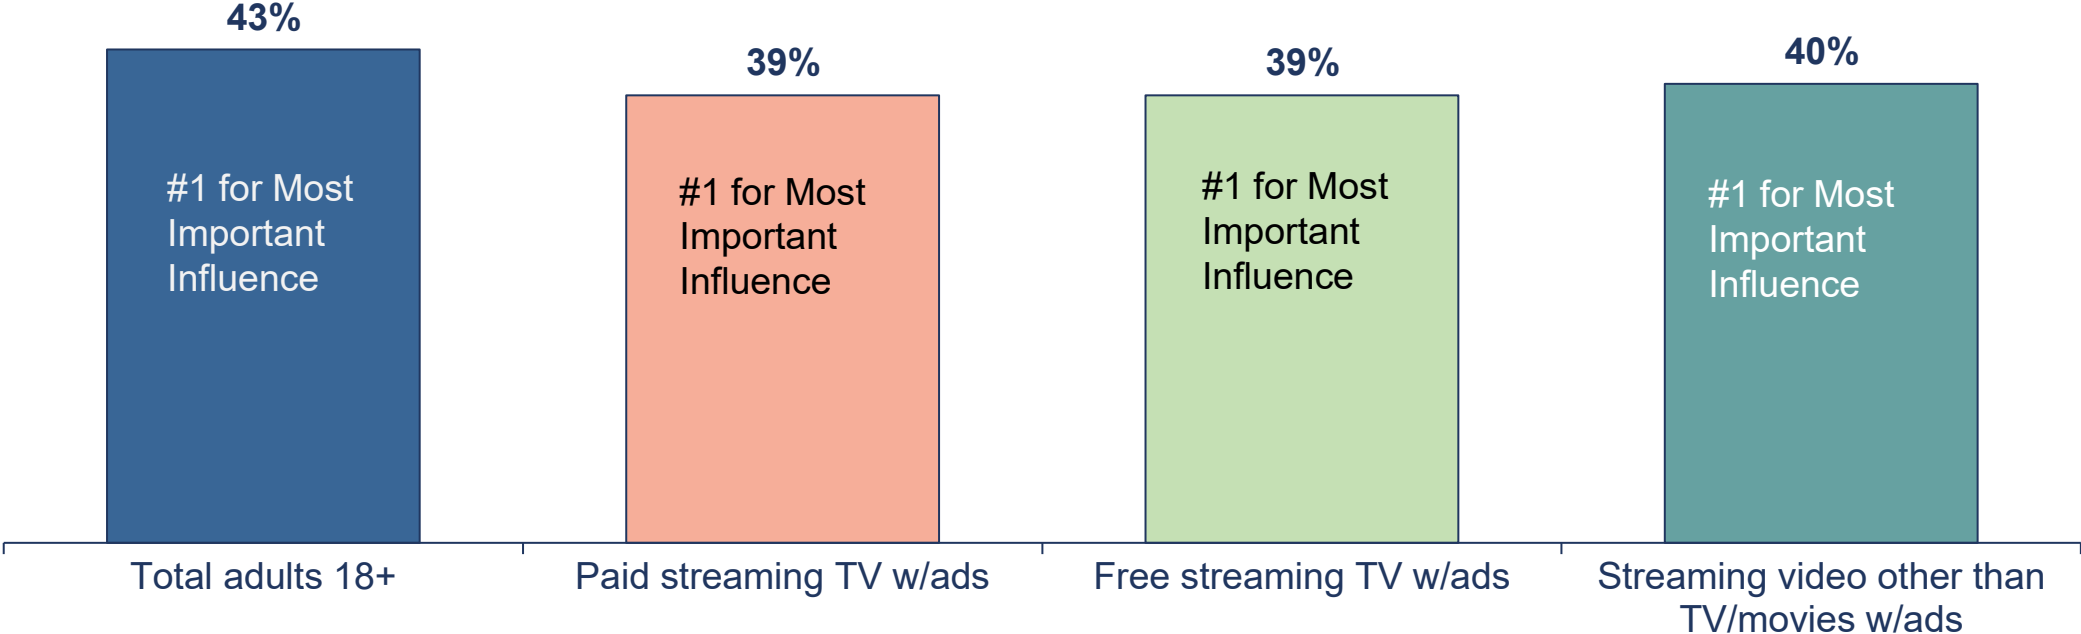 43%
39%
39%
40%
#1 for Most
Important
Influence
#1 for Most
Important
Influence
#1 for Most
Important
Influence
#1 for Most
Important
Influence
Total adults 18+
Paid streaming TV w/ads
Free streaming TV w/ads
Streaming video other than
TV/movies w/ads